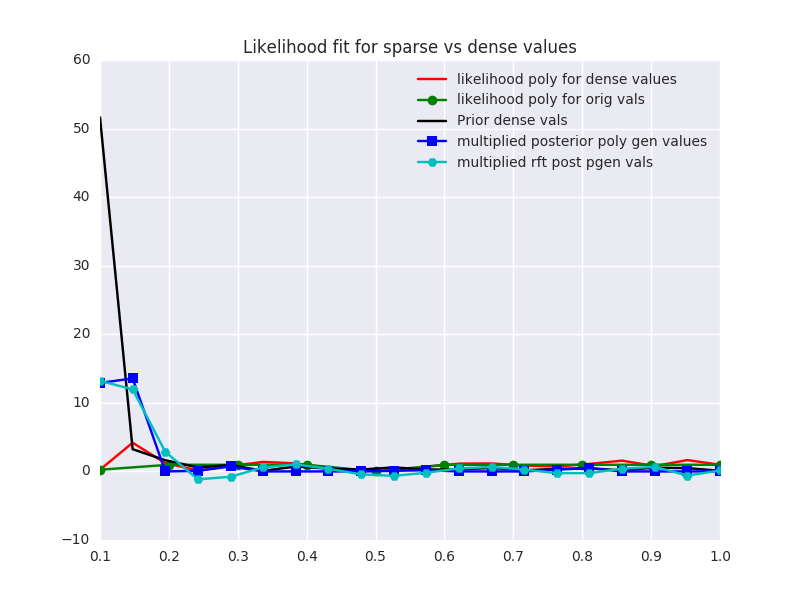 Likelihood fit for sparse vs dense values
60
50
40
30
20
10
0
−10
likelihood poly for dense values
likelihood poly for orig vals
Prior dense vals
multiplied posterior poly gen values
multiplied rft post pgen vals
0.1 0.2 0.3 0.4 0.5 0.6 0.7 0.8 0.9 1.0